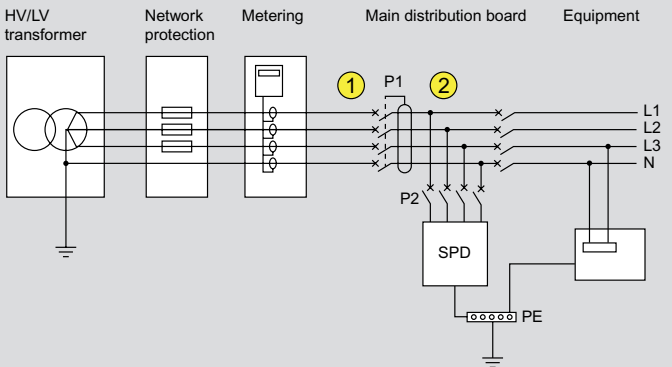 HV/LV
transformer
Network
protection
Metering
Main distribution board
Equipment
1
P1
2
L1
L2
L3
N
P2
SPD
PE